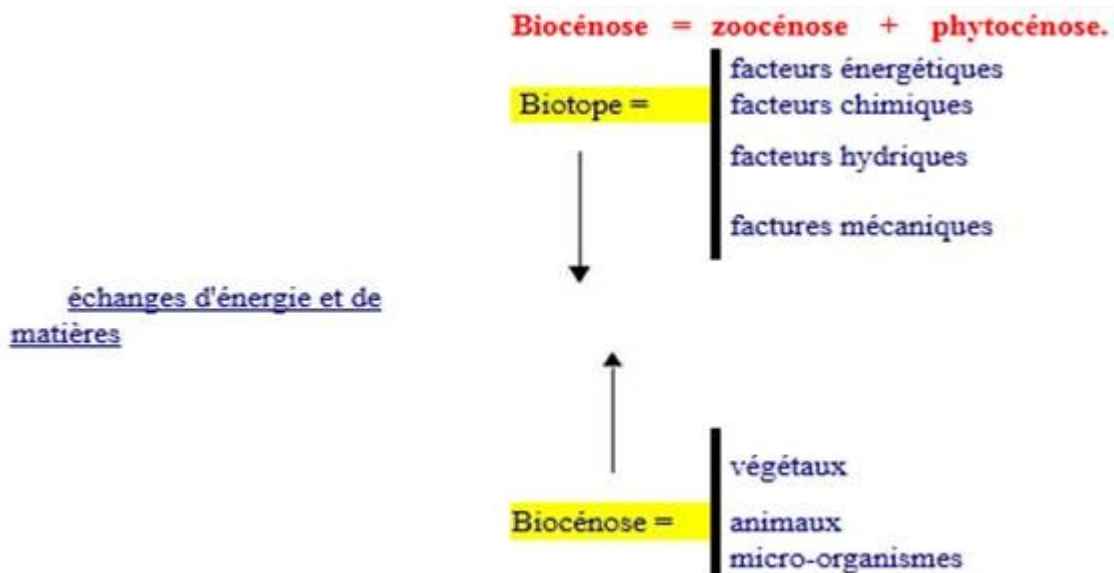 Biocénose = zoocénose + phytocénose.
facteurs énergétiques
Biotope = facteurs chimiques
facteurs hydriques
factures mécaniques
échanges d'énergie et de
matières
végétaux
Biocénose = animaux
micro-organismes